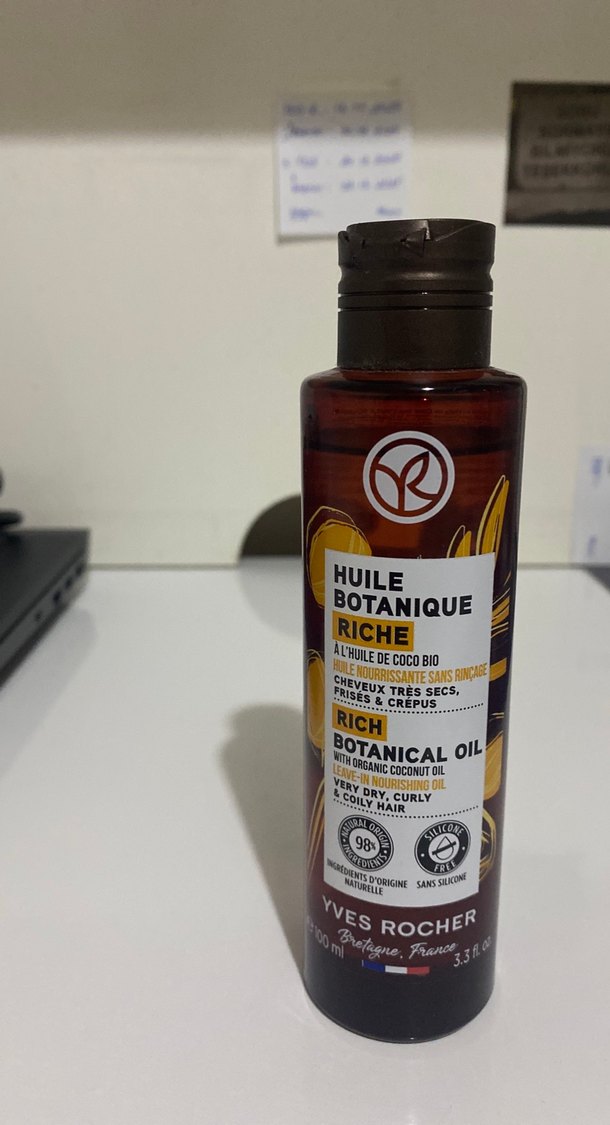 YR
HUILE
BOTANIQUE
RICHE
À L'HUILE DE COCO BIO
HUILE NOURRISSANTE SANS RINÇAGE
CHEVEUX TRÈS SECS,
FRISÉS & CRÉPUS
RICH
BOTANICAL OIL
WITH ORGANIC COCONUT OIL
LEAVE-IN NOURISHING OIL
VERY DRY, CURLY
& COILY HAIR
NATURAL ORIGIN
98%
INGREDIENTS
SILICONE
FREE
INGRÉDIENTS D'ORIGINE
NATURELLE
SANS SILICONE
YVES ROCHER
Bretagne, France
℮ 100 ml
3.3 fl. oz